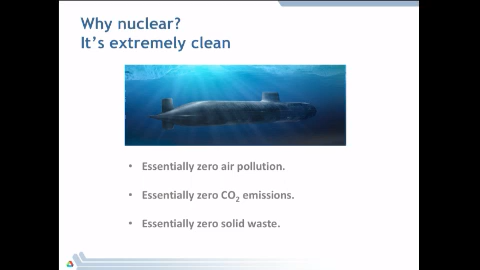 Why nuclear?
It's extremely clean
• Essentially zero air pollution.
• Essentially zero CO₂ emissions.
• Essentially zero solid waste.